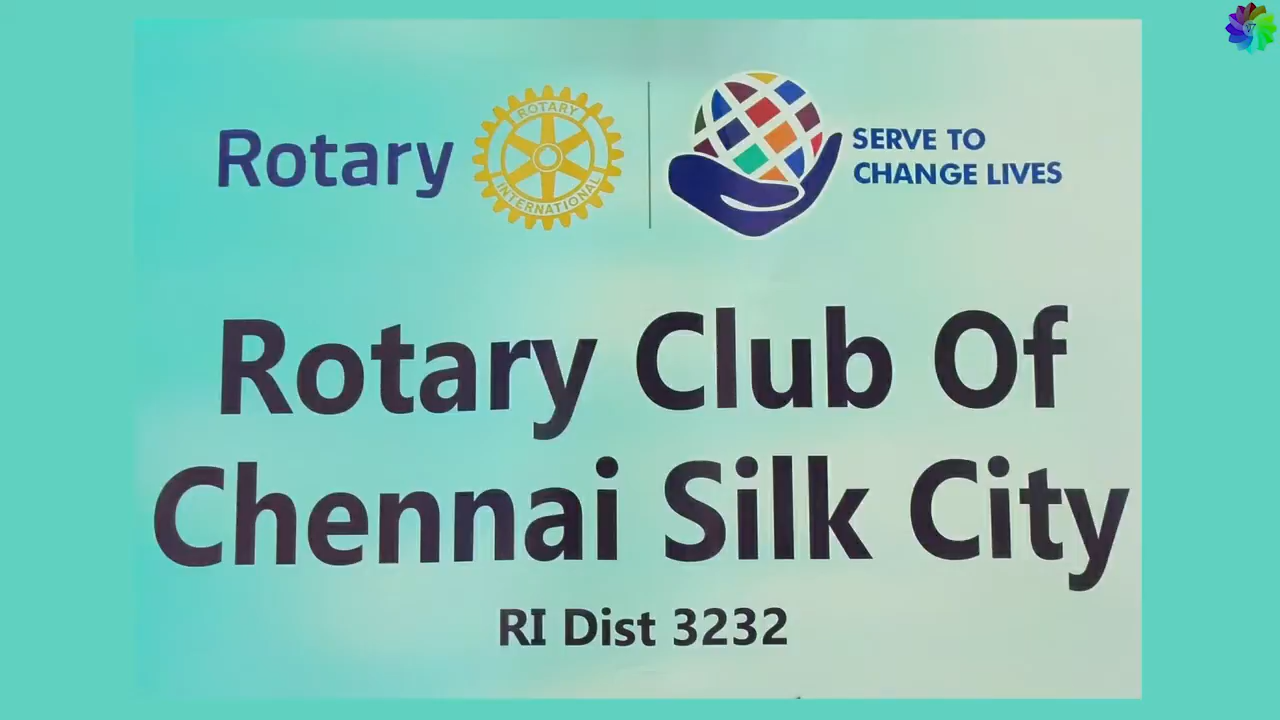 Rotary
ROTARY
INTERNATIONAL
SERVE TO
CHANGE LIVES
Rotary Club Of
Chennai Silk City
RI Dist 3232